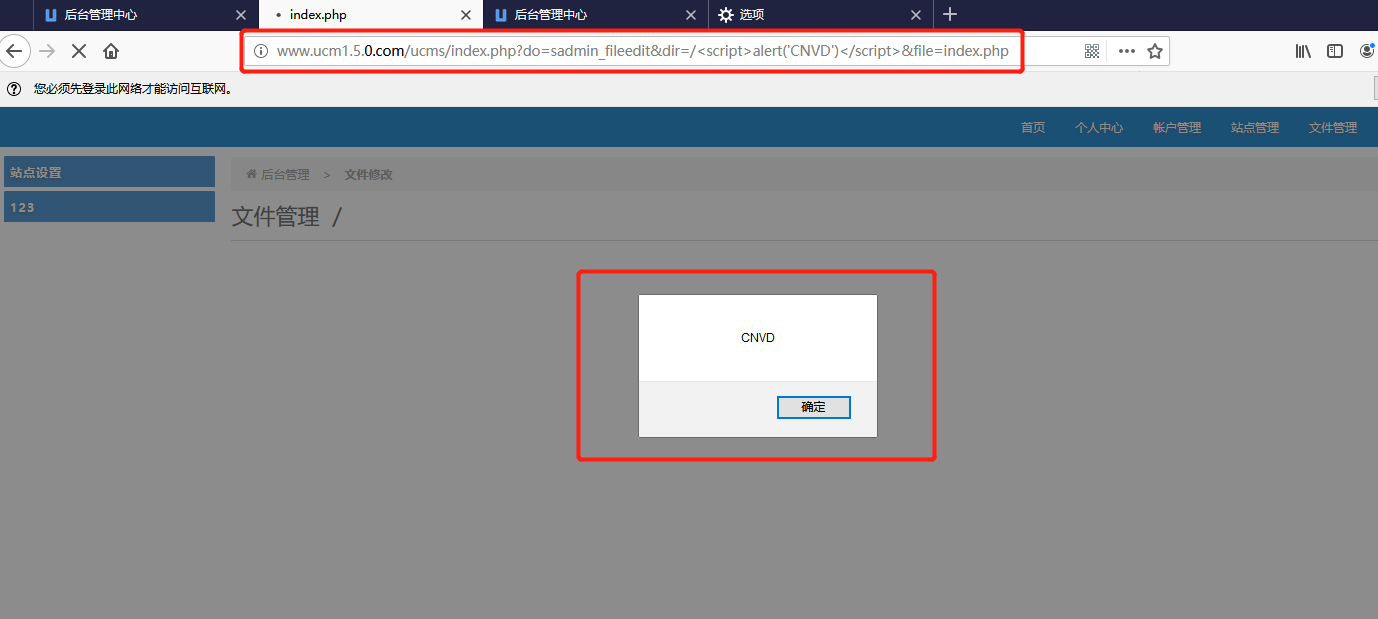 后台管理中心
index.php
后台管理中心
选项
www.ucm1.5.0.com/ucms/index.php?do=sadmin_fileedit&dir=/<script>alert('CNVD')</script>&file=index.php
您必须先登录此网络才能访问互联网。
首页 个人中心 帐户管理 站点管理 文件管理
站点设置
123
后台管理 > 文件修改
文件管理 /
CNVD
确定